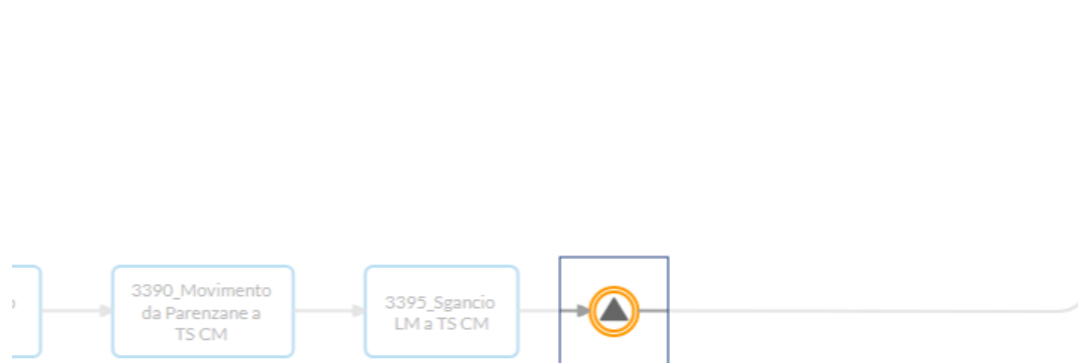 3390_Movimento
da Parenzane a
TS CM
3395_Sgancio
LM a TS CM